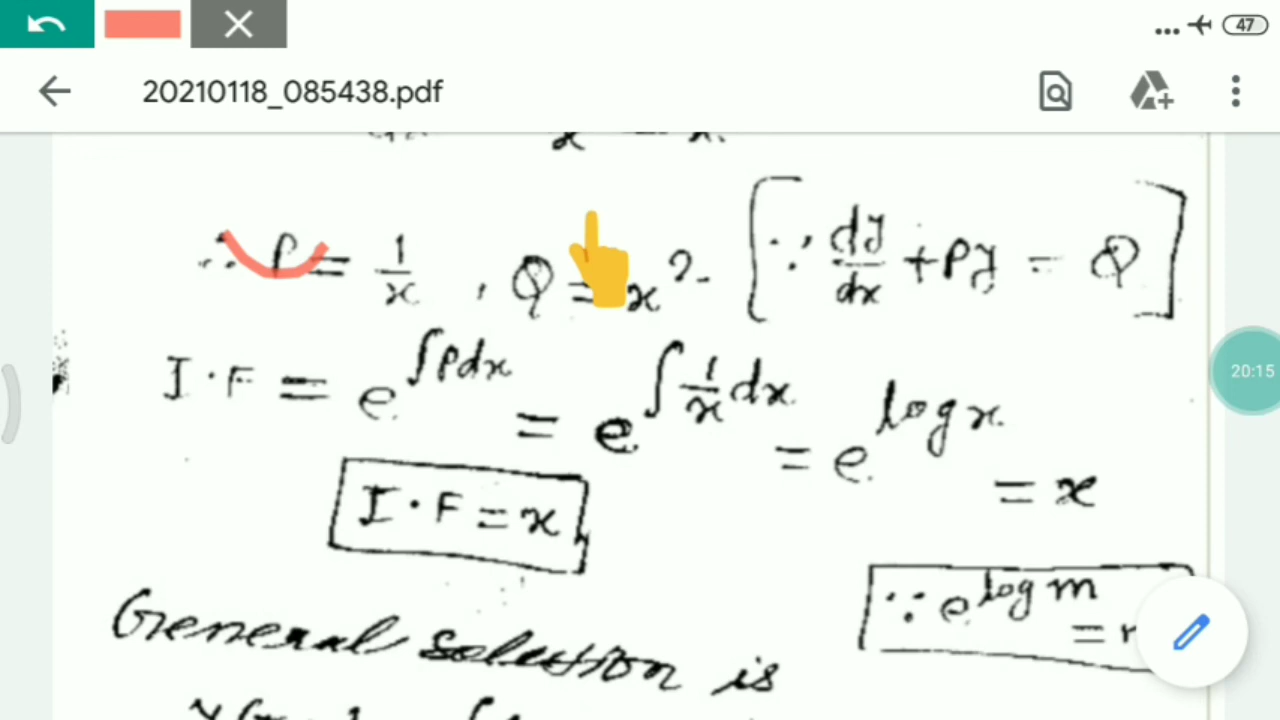 47
20210118_085438.pdf
∴ P = 1/x , Q = x² [∵ dy/dx + Py = Q]
20:15
I.F = e^∫Pdx = e^∫1/x dx = e^log x = x
I.F = x
∵ e^log m =
General solution is